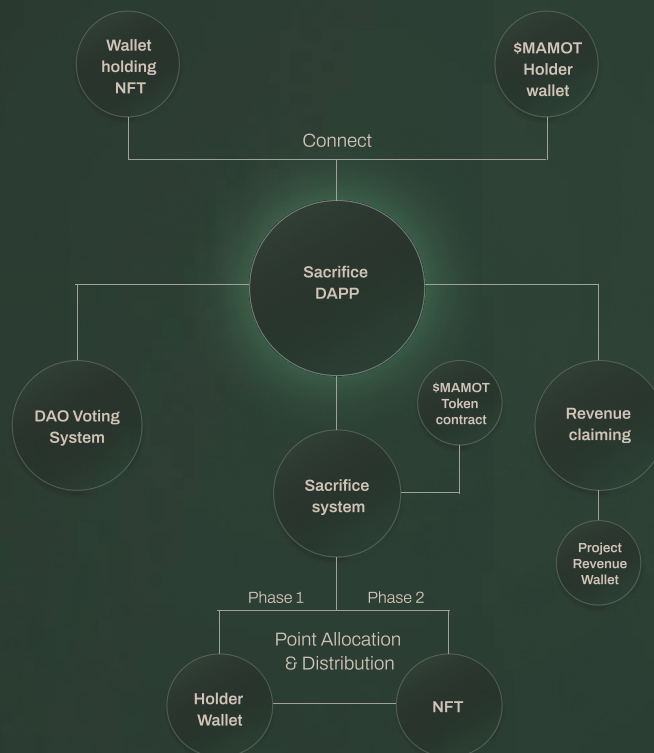 Wallet
holding
NFT
$MAMOT
Holder
wallet
Connect
Sacrifice
DAPP
DAO Voting
System
$MAMOT
Token
contract
Revenue
claiming
Sacrifice
system
Project
Revenue
Wallet
Phase 1
Phase 2
Point Allocation
& Distribution
Holder
Wallet
NFT